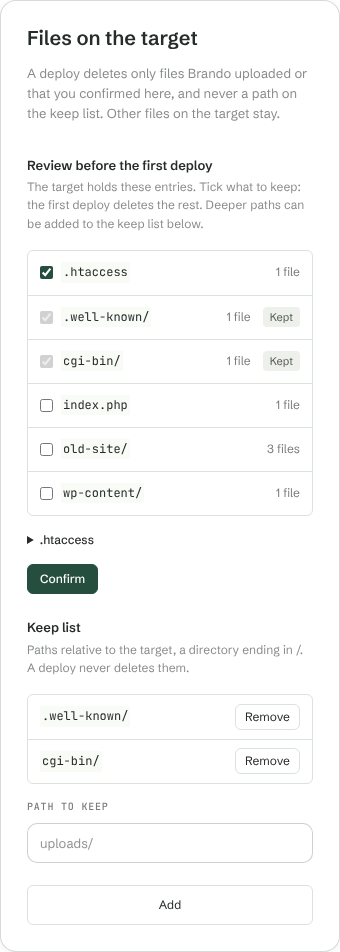 Files on the target
A deploy deletes only files Brando uploaded or
that you confirmed here, and never a path on
the keep list. Other files on the target stay.
Review before the first deploy
The target holds these entries. Tick what to keep:
the first deploy deletes the rest. Deeper paths can
be added to the keep list below.
.htaccess 1 file
.well-known/ 1 file Kept
cgi-bin/ 1 file Kept
index.php 1 file
old-site/ 3 files
wp-content/ 1 file
.htaccess
Confirm
Keep list
Paths relative to the target, a directory ending in /.
A deploy never deletes them.
.well-known/ Remove
cgi-bin/ Remove
PATH TO KEEP
uploads/
Add